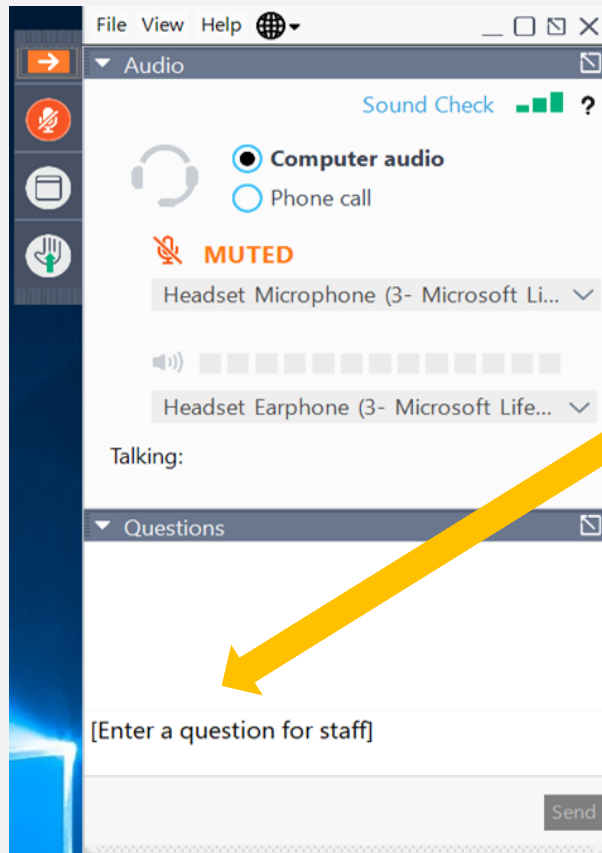 File View Help
Audio
Sound Check ?
Computer audio
Phone call
MUTED
Headset Microphone (3- Microsoft Li...
Headset Earphone (3- Microsoft Life...
Talking:
Questions
[Enter a question for staff]
Send